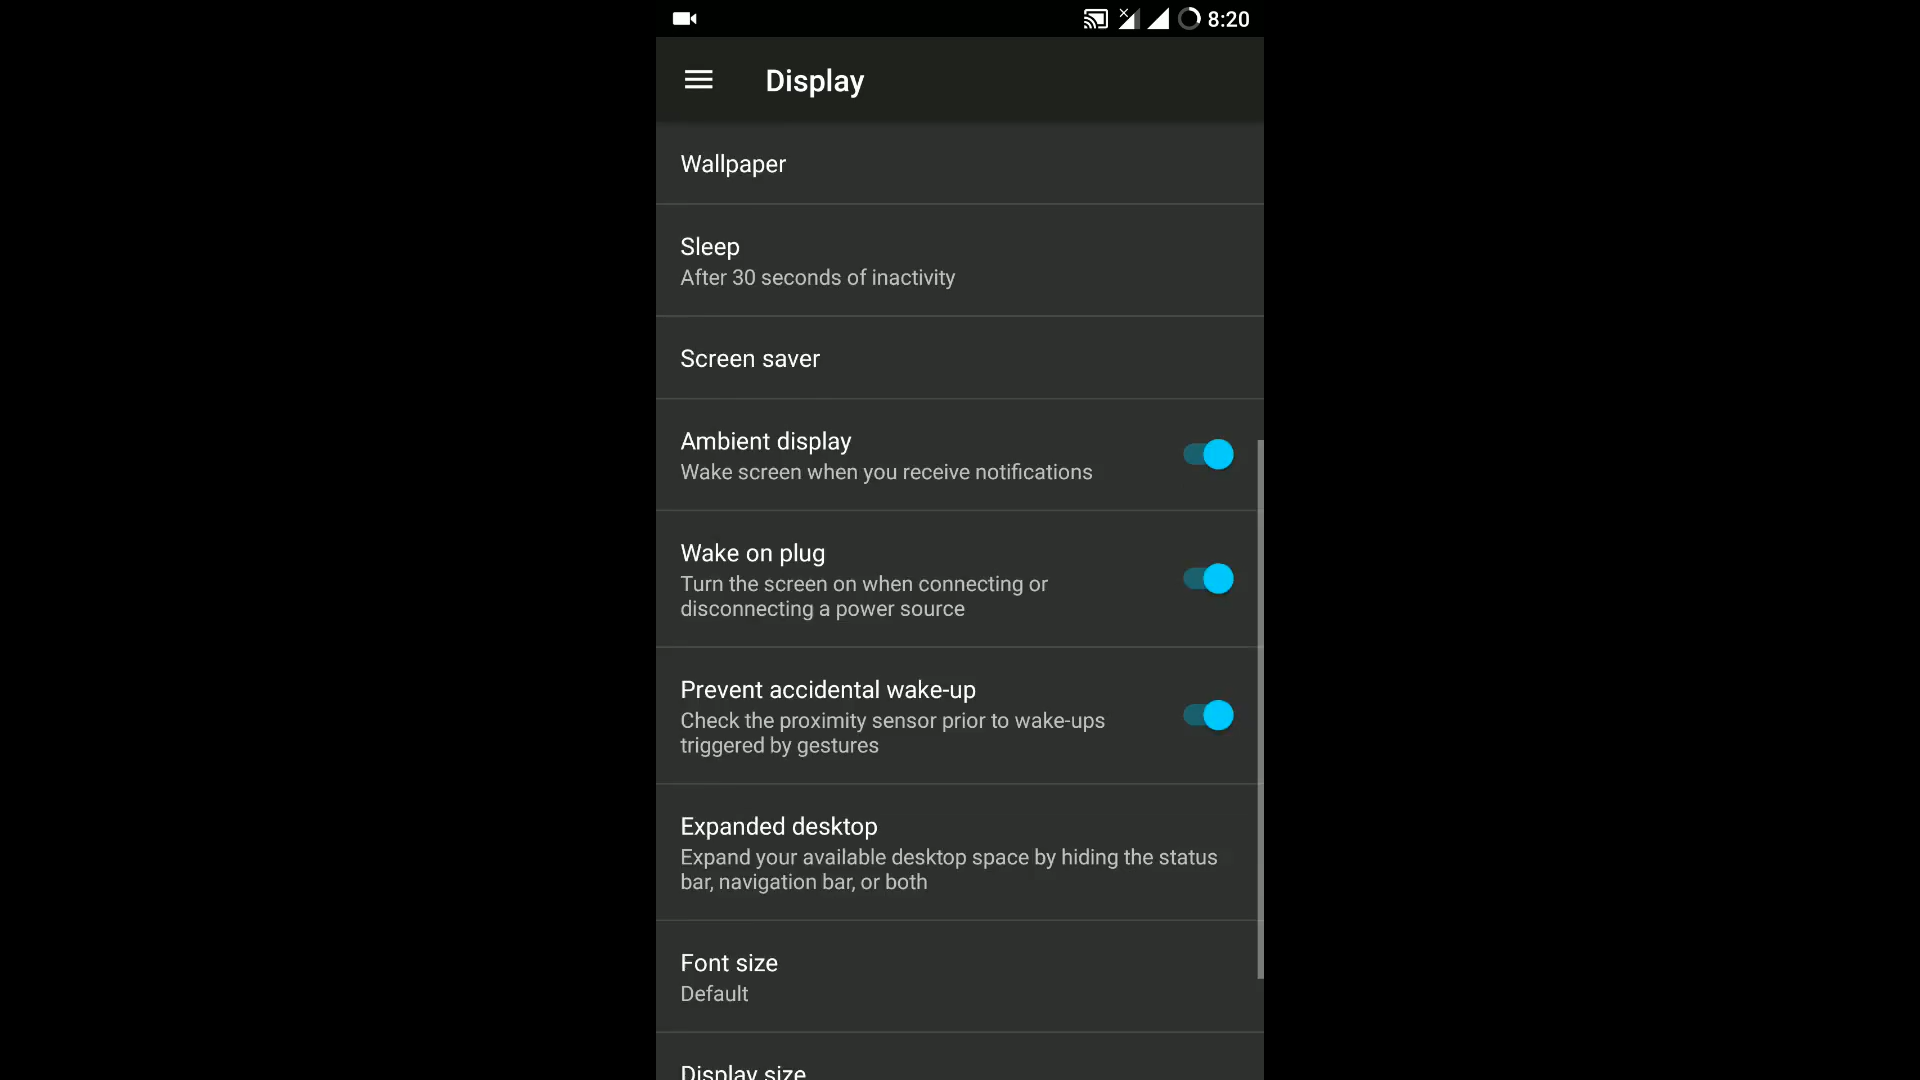 8:20
Display
Wallpaper
Sleep
After 30 seconds of inactivity
Screen saver
Ambient display
Wake screen when you receive notifications
Wake on plug
Turn the screen on when connecting or
disconnecting a power source
Prevent accidental wake-up
Check the proximity sensor prior to wake-ups
triggered by gestures
Expanded desktop
Expand your available desktop space by hiding the status
bar, navigation bar, or both
Font size
Default
Display size